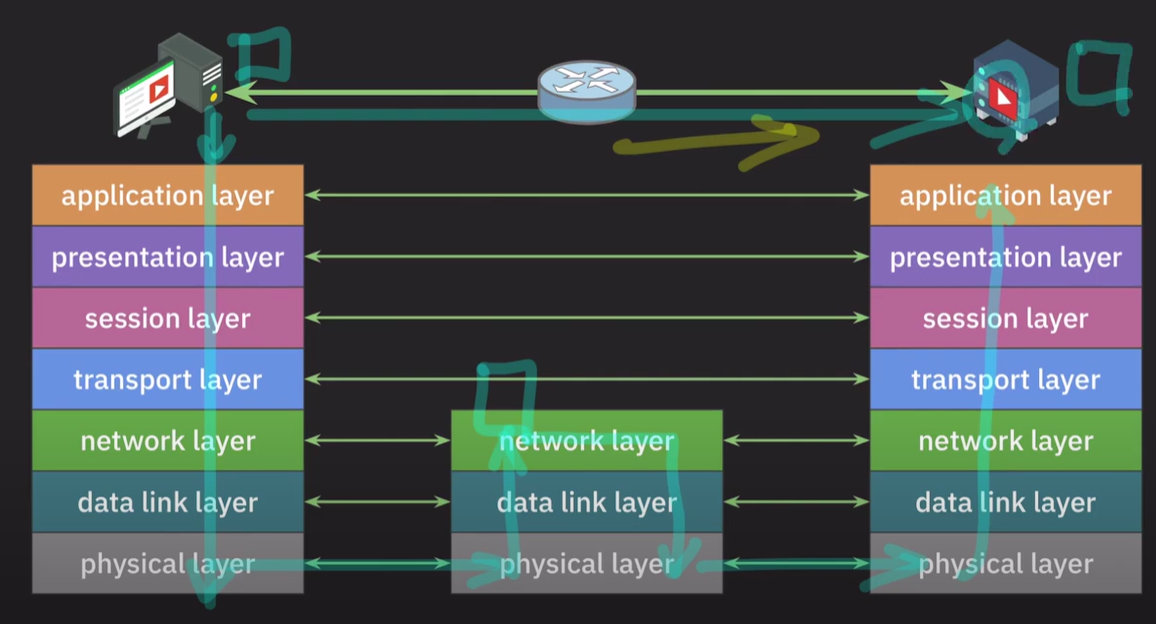 application layer
presentation layer
session layer
transport layer
network layer
data link layer
physical layer
network layer
data link layer
physical layer
application layer
presentation layer
session layer
transport layer
network layer
data link layer
physical layer